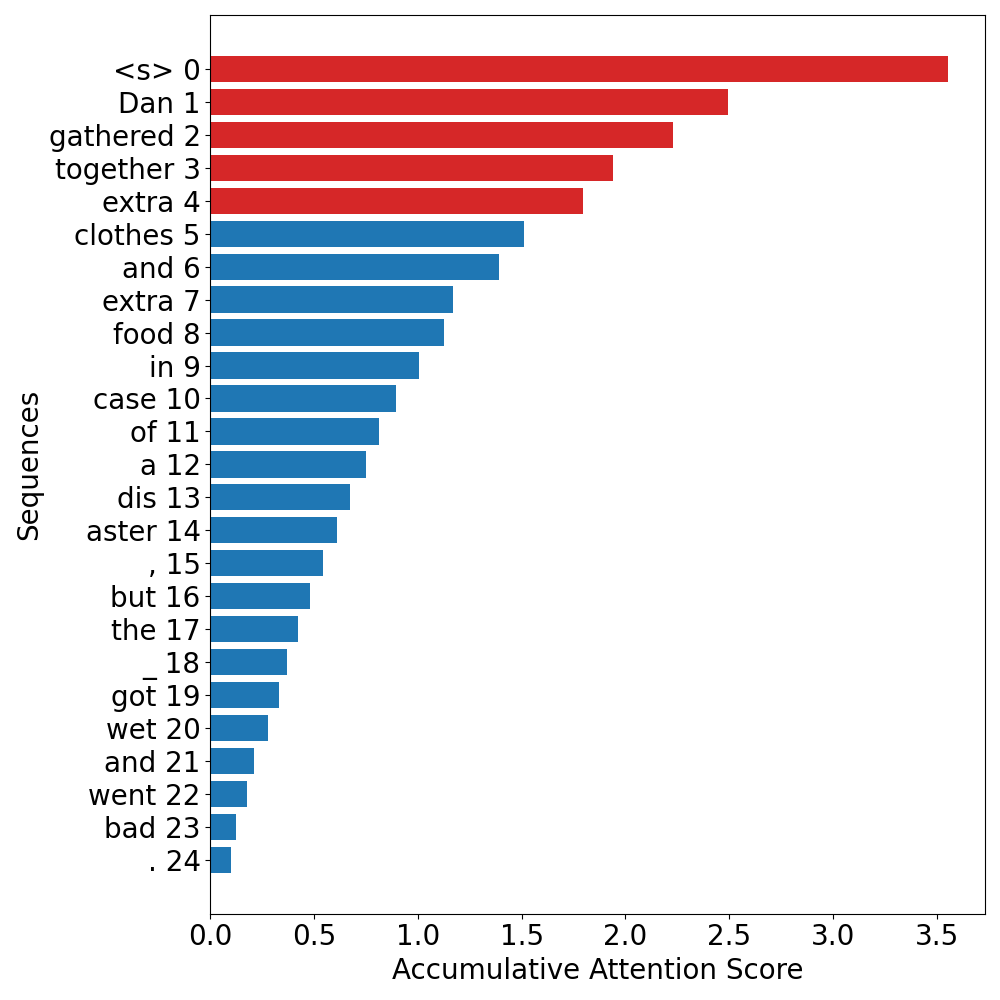 <s> 0
Dan 1
gathered 2
together 3
extra 4
clothes 5
and 6
extra 7
food 8
in 9
case 10
of 11
a 12
dis 13
aster 14
, 15
but 16
the 17
_ 18
got 19
wet 20
and 21
went 22
bad 23
. 24
Sequences
0.0 0.5 1.0 1.5 2.0 2.5 3.0 3.5
Accumulative Attention Score